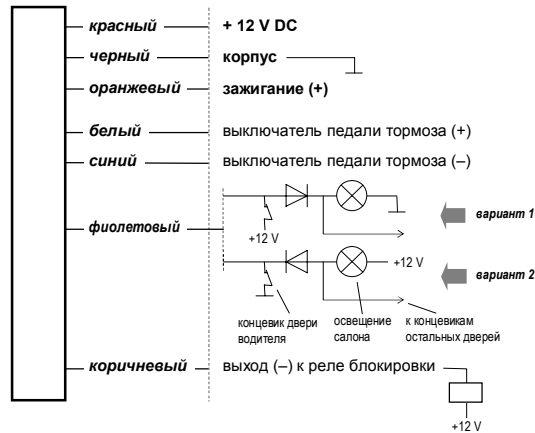 красный + 12 V DC
черный корпус
оранжевый зажигание (+)
белый выключатель педали тормоза (+)
синий выключатель педали тормоза (–)
вариант 1
фиолетовый
+12 V
+12 V
вариант 2
концевик двери
водителя
освещение
салона
к концевикам
остальных дверей
коричневый выход (–) к реле блокировки
+12 V